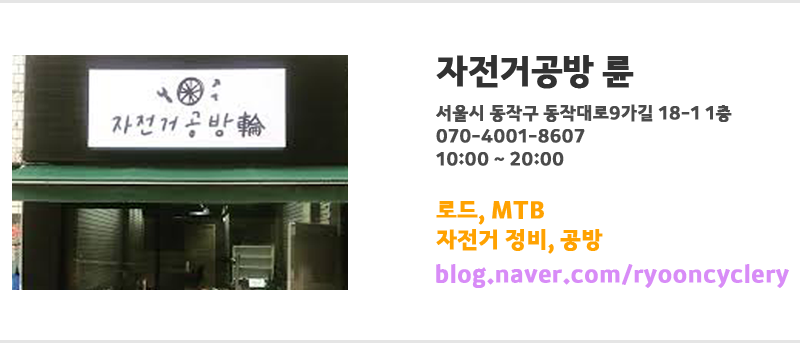 자전거공방輪
자전거공방 륜
서울시 동작구 동작대로9가길 18-1 1층
070-4001-8607
10:00 ~ 20:00
로드, MTB
자전거 정비, 공방
blog.naver.com/ryooncyclery